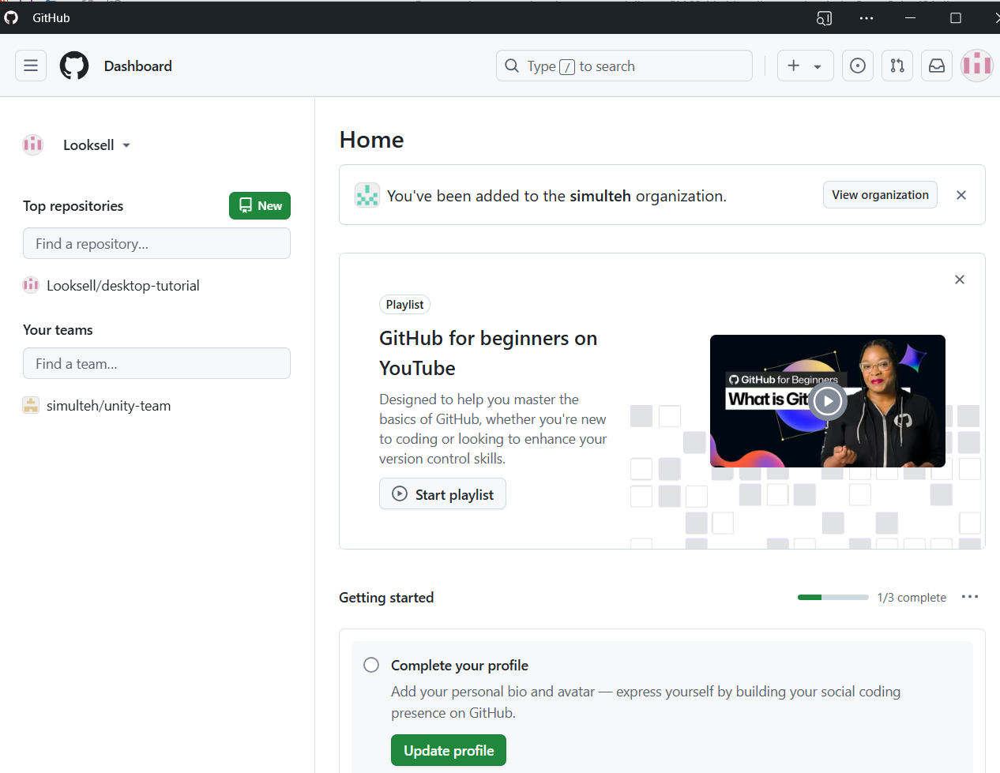 GitHub
Dashboard
Type / to search
Looksell
Top repositories
New
Find a repository...
Looksell/desktop-tutorial
Your teams
Find a team...
simulteh/unity-team
Home
You've been added to the simulteh organization.
View organization
Playlist
GitHub for beginners on
YouTube
Designed to help you master the
basics of GitHub, whether you're new
to coding or looking to enhance your
version control skills.
Start playlist
GitHub for Beginners
What is Git
Getting started
1/3 complete
Complete your profile
Add your personal bio and avatar — express yourself by building your social coding
presence on GitHub.
Update profile